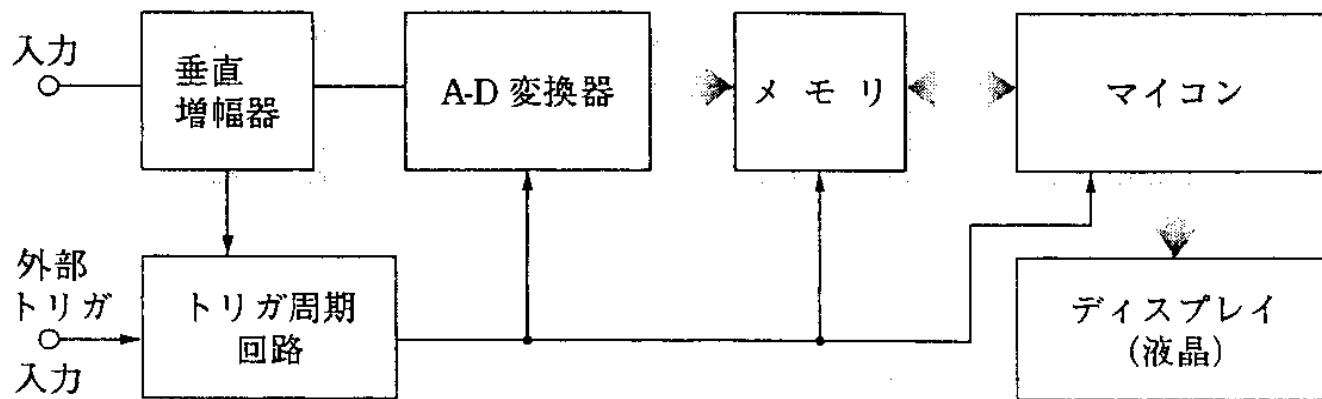 入力
垂直
増幅器
A-D 変換器
メモリ
マイコン
外部
トリガ
入力
トリガ周期
回路
ディスプレイ
(液晶)